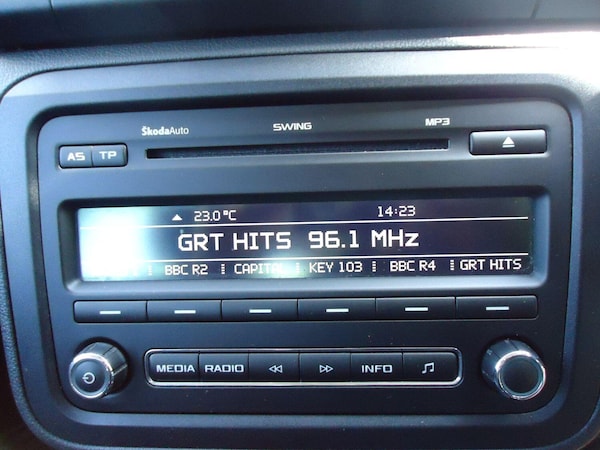 ŠkodaAuto SWING MP3
AS TP
23.0 °C 14:23
GRT HITS 96.1 MHz
BBC R2 CAPITAL KEY 103 BBC R4 GRT HITS
MEDIA RADIO INFO